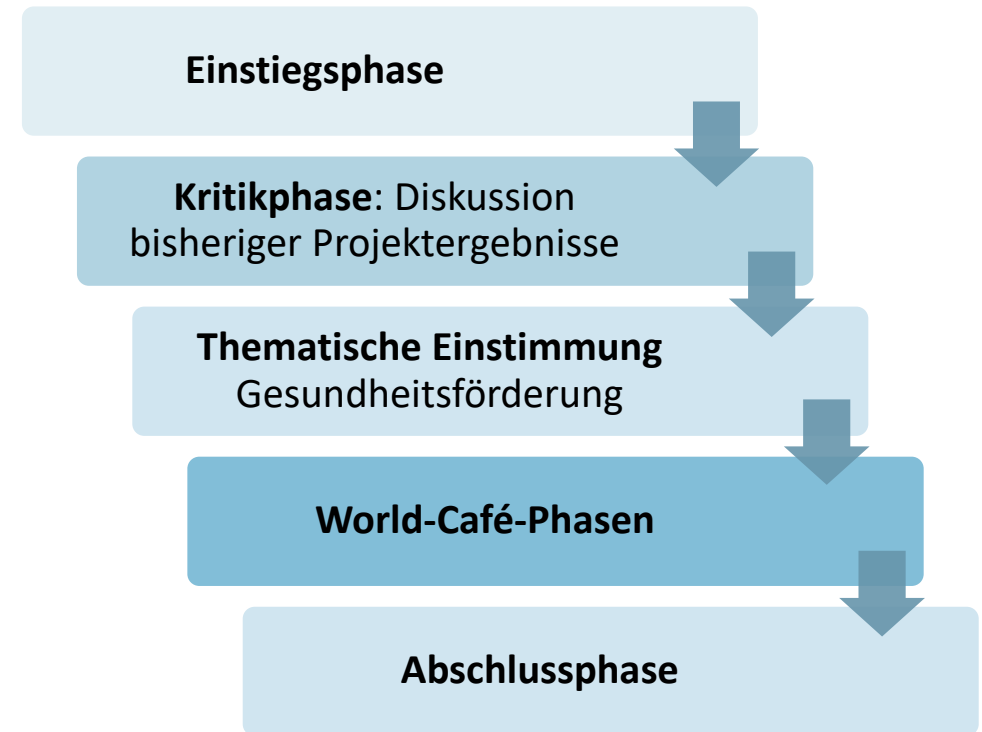 Einstiegsphase
Kritikphase: Diskussion
bisheriger Projektergebnisse
Thematische Einstimmung
Gesundheitsförderung
World-Café-Phasen
Abschlussphase